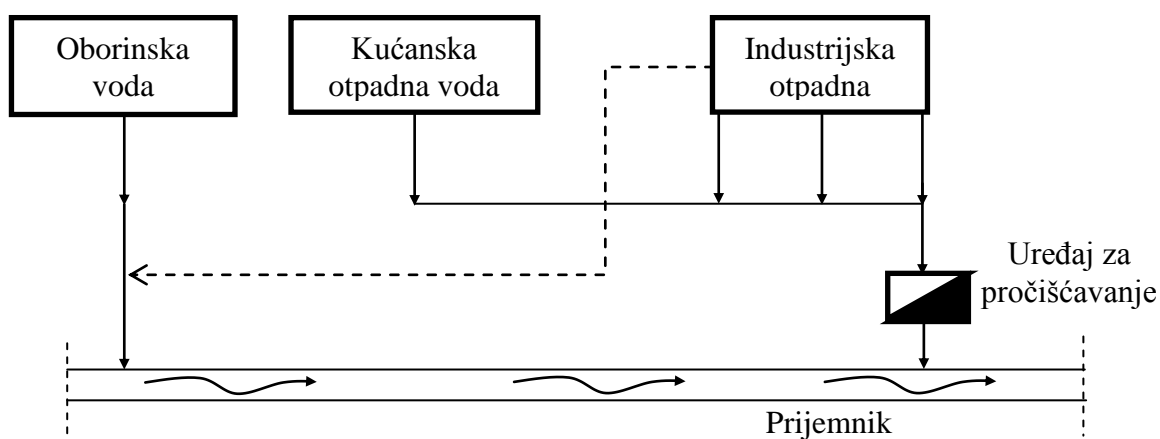 Oborinska
voda
Kućanska
otpadna voda
Industrijska
otpadna
Uređaj za
pročišćavanje
Prijemnik